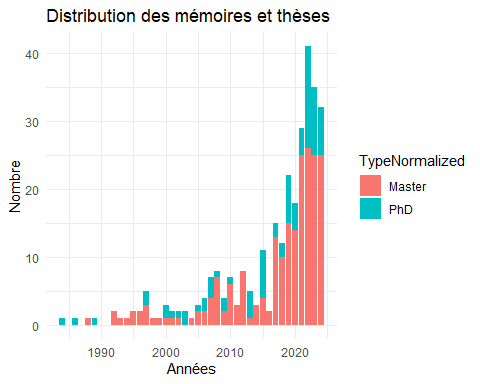 Distribution des mémoires et thèses
40
30
20
10
0
Nombre
1990
2000
2010
2020
Années
TypeNormalized
Master
PhD